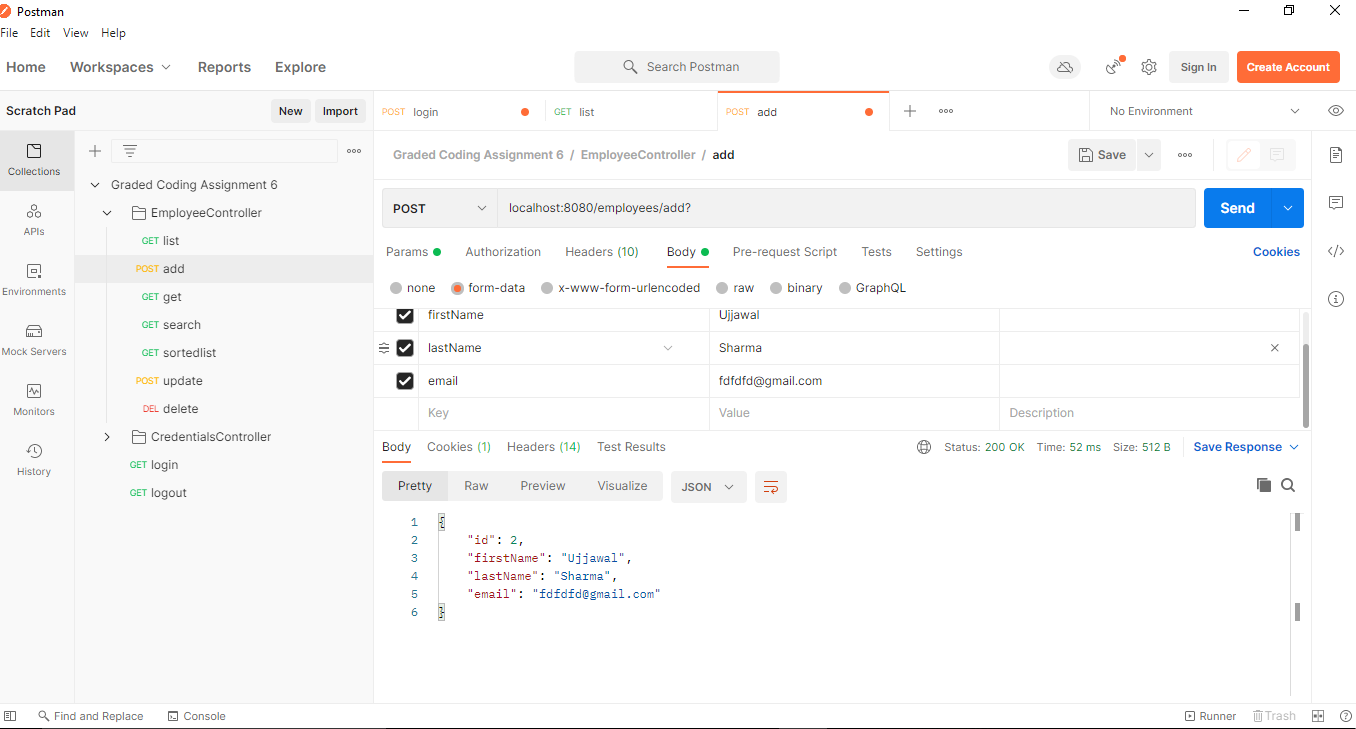 Postman
File Edit View Help
Home Workspaces Reports Explore Search Postman Sign In Create Account
Scratch Pad New Import POST login GET list POST add No Environment
Collections
APIs
Environments
Mock Servers
Monitors
History
Graded Coding Assignment 6
EmployeeController
GET list
POST add
GET get
GET search
GET sortedlist
POST update
DEL delete
CredentialsController
GET login
GET logout
Graded Coding Assignment 6 / EmployeeController / add Save
POST localhost:8080/employees/add? Send
Params Authorization Headers (10) Body Pre-request Script Tests Settings Cookies
none form-data x-www-form-urlencoded raw binary GraphQL
firstName Ujjawal
lastName Sharma
email fdfdfd@gmail.com
Key Value Description
Body Cookies (1) Headers (14) Test Results Status: 200 OK Time: 52 ms Size: 512 B Save Response
Pretty Raw Preview Visualize JSON
1 {
2 "id": 2,
3 "firstName": "Ujjawal",
4 "lastName": "Sharma",
5 "email": "fdfdfd@gmail.com"
6 }
Find and Replace Console Runner Trash